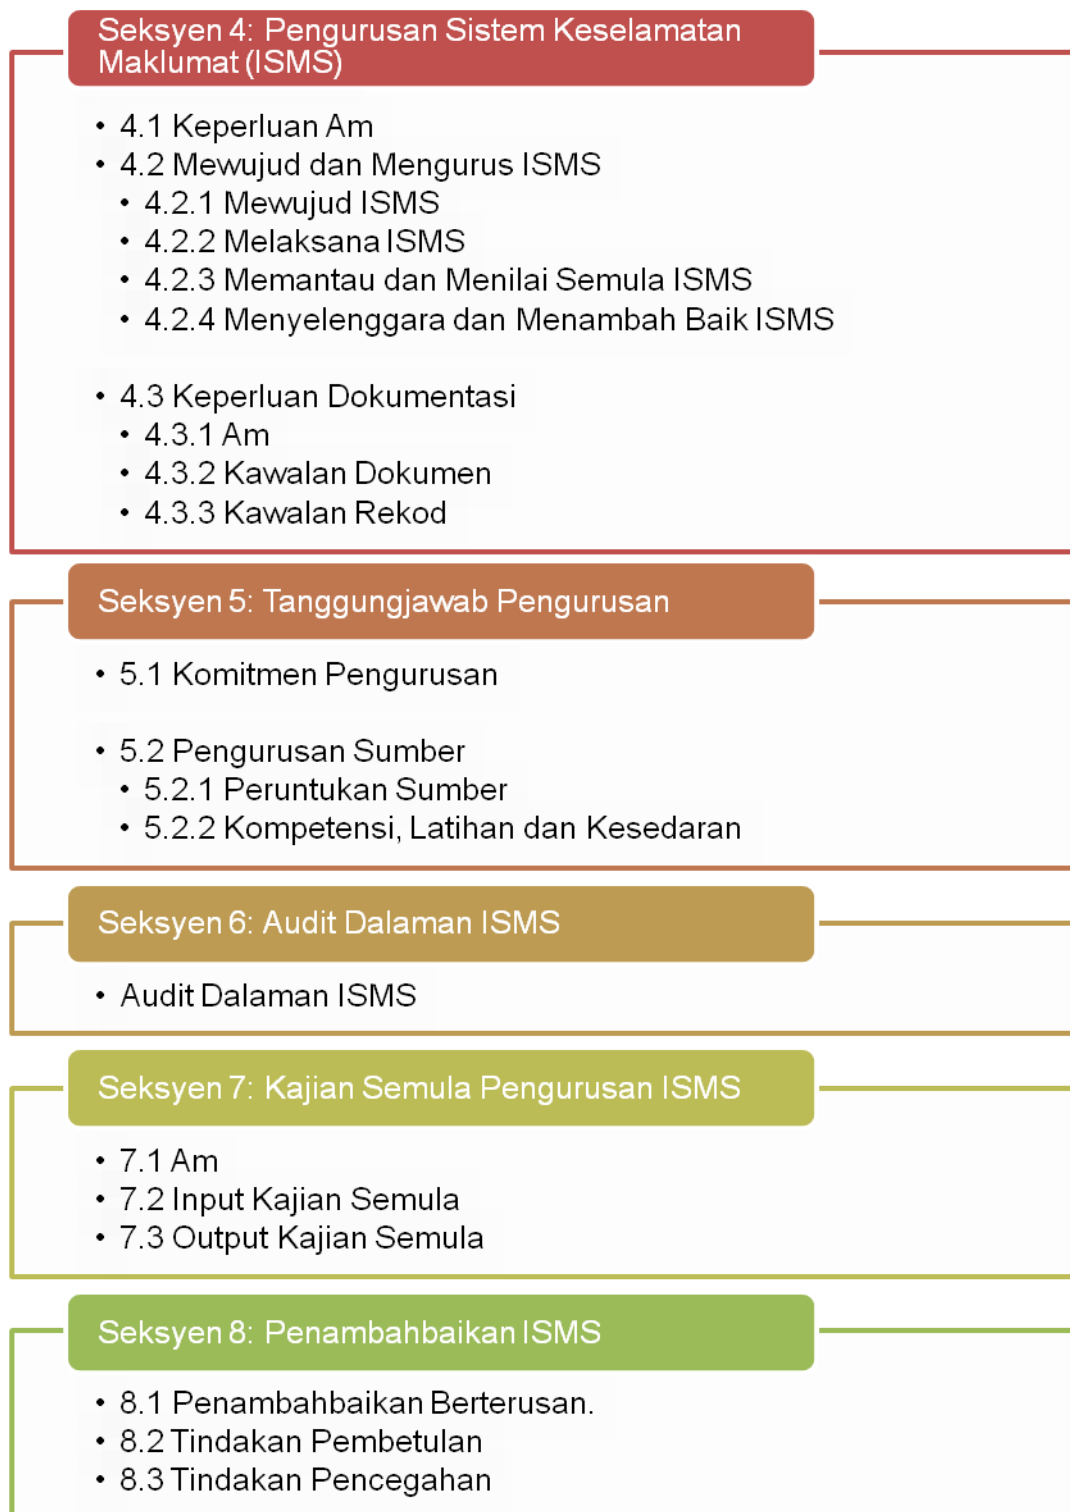 Seksyen 4: Pengurusan Sistem Keselamatan
Maklumat (ISMS)
• 4.1 Keperluan Am
• 4.2 Mewujud dan Mengurus ISMS
• 4.2.1 Mewujud ISMS
• 4.2.2 Melaksana ISMS
• 4.2.3 Memantau dan Menilai Semula ISMS
• 4.2.4 Menyelenggara dan Menambah Baik ISMS
• 4.3 Keperluan Dokumentasi
• 4.3.1 Am
• 4.3.2 Kawalan Dokumen
• 4.3.3 Kawalan Rekod
Seksyen 5: Tanggungjawab Pengurusan
• 5.1 Komitmen Pengurusan
• 5.2 Pengurusan Sumber
• 5.2.1 Peruntukan Sumber
• 5.2.2 Kompetensi, Latihan dan Kesedaran
Seksyen 6: Audit Dalaman ISMS
• Audit Dalaman ISMS
Seksyen 7: Kajian Semula Pengurusan ISMS
• 7.1 Am
• 7.2 Input Kajian Semula
• 7.3 Output Kajian Semula
Seksyen 8: Penambahbaikan ISMS
• 8.1 Penambahbaikan Berterusan.
• 8.2 Tindakan Pembetulan
• 8.3 Tindakan Pencegahan